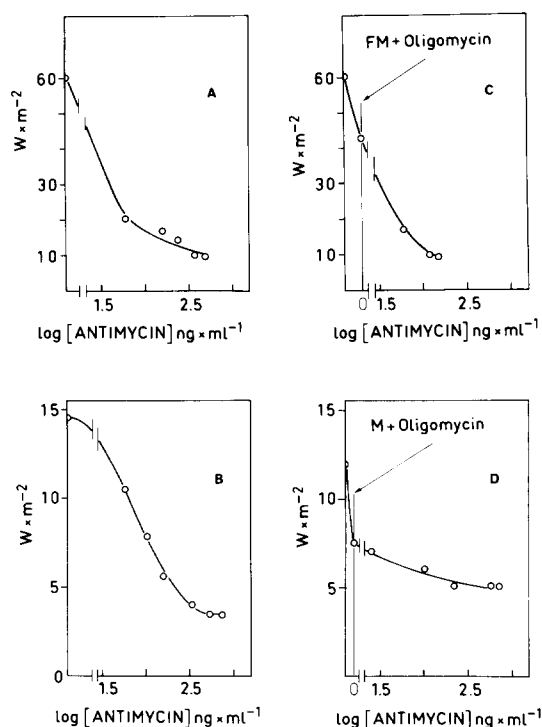 FM + Oligomycin
60
30
10
W × m⁻²
A
1.5
2.5
log [ANTIMYCIN] ng × ml⁻¹
60
30
10
W × m⁻²
C
0
1.5
2.5
log [ANTIMYCIN] ng × ml⁻¹
15
10
5
W × m⁻²
B
1.5
2.5
log [ANTIMYCIN] ng × ml⁻¹
15
10
5
W × m⁻²
M + Oligomycin
D
0
1.5
2.5
log [ANTIMYCIN] ng × ml⁻¹